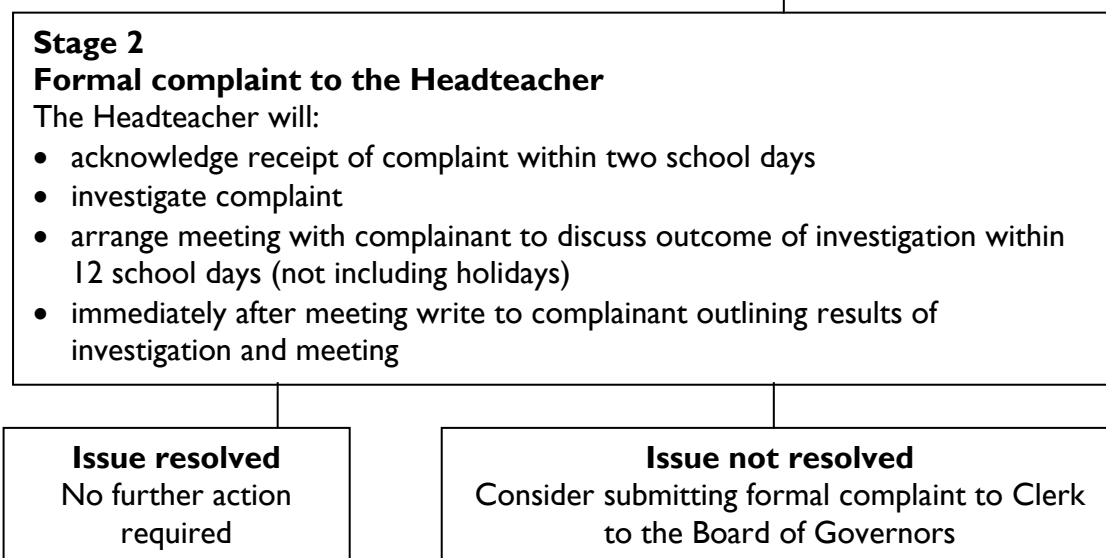 Stage 2
Formal complaint to the Headteacher
The Headteacher will:
• acknowledge receipt of complaint within two school days
• investigate complaint
• arrange meeting with complainant to discuss outcome of investigation within
12 school days (not including holidays)
• immediately after meeting write to complainant outlining results of
investigation and meeting
Issue resolved
No further action
required
Issue not resolved
Consider submitting formal complaint to Clerk
to the Board of Governors